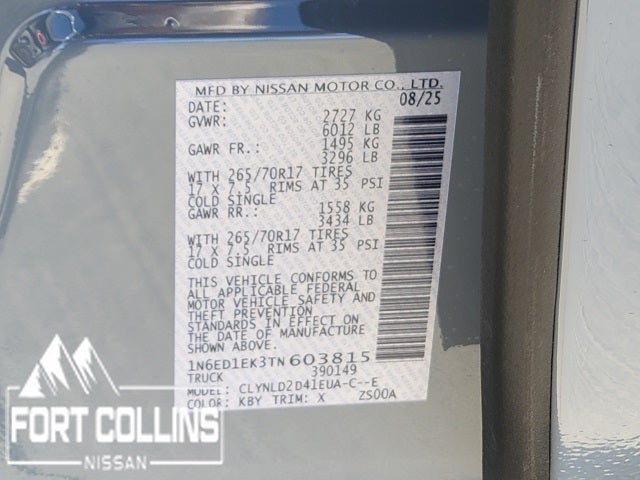 MFD BY NISSAN MOTOR CO., LTD.
DATE: 08/25
GVWR: 2727 KG
6012 LB
GAWR FR.: 1495 KG
3296 LB
WITH 265/70R17 TIRES
17 X 7.5 RIMS AT 35 PSI
COLD SINGLE
GAWR RR.: 1558 KG
3434 LB
WITH 265/70R17 TIRES
17 X 7.5 RIMS AT 35 PSI
COLD SINGLE
THIS VEHICLE CONFORMS TO
ALL APPLICABLE FEDERAL
MOTOR VEHICLE SAFETY AND
THEFT PREVENTION
STANDARDS IN EFFECT ON
THE DATE OF MANUFACTURE
SHOWN ABOVE.
1N6ED1EK3TN603815
TRUCK 390149
MODEL: CLYNLD2D41EUA-C--E
COLOR: KBY TRIM: X ZS00A
FORT COLLINS
NISSAN